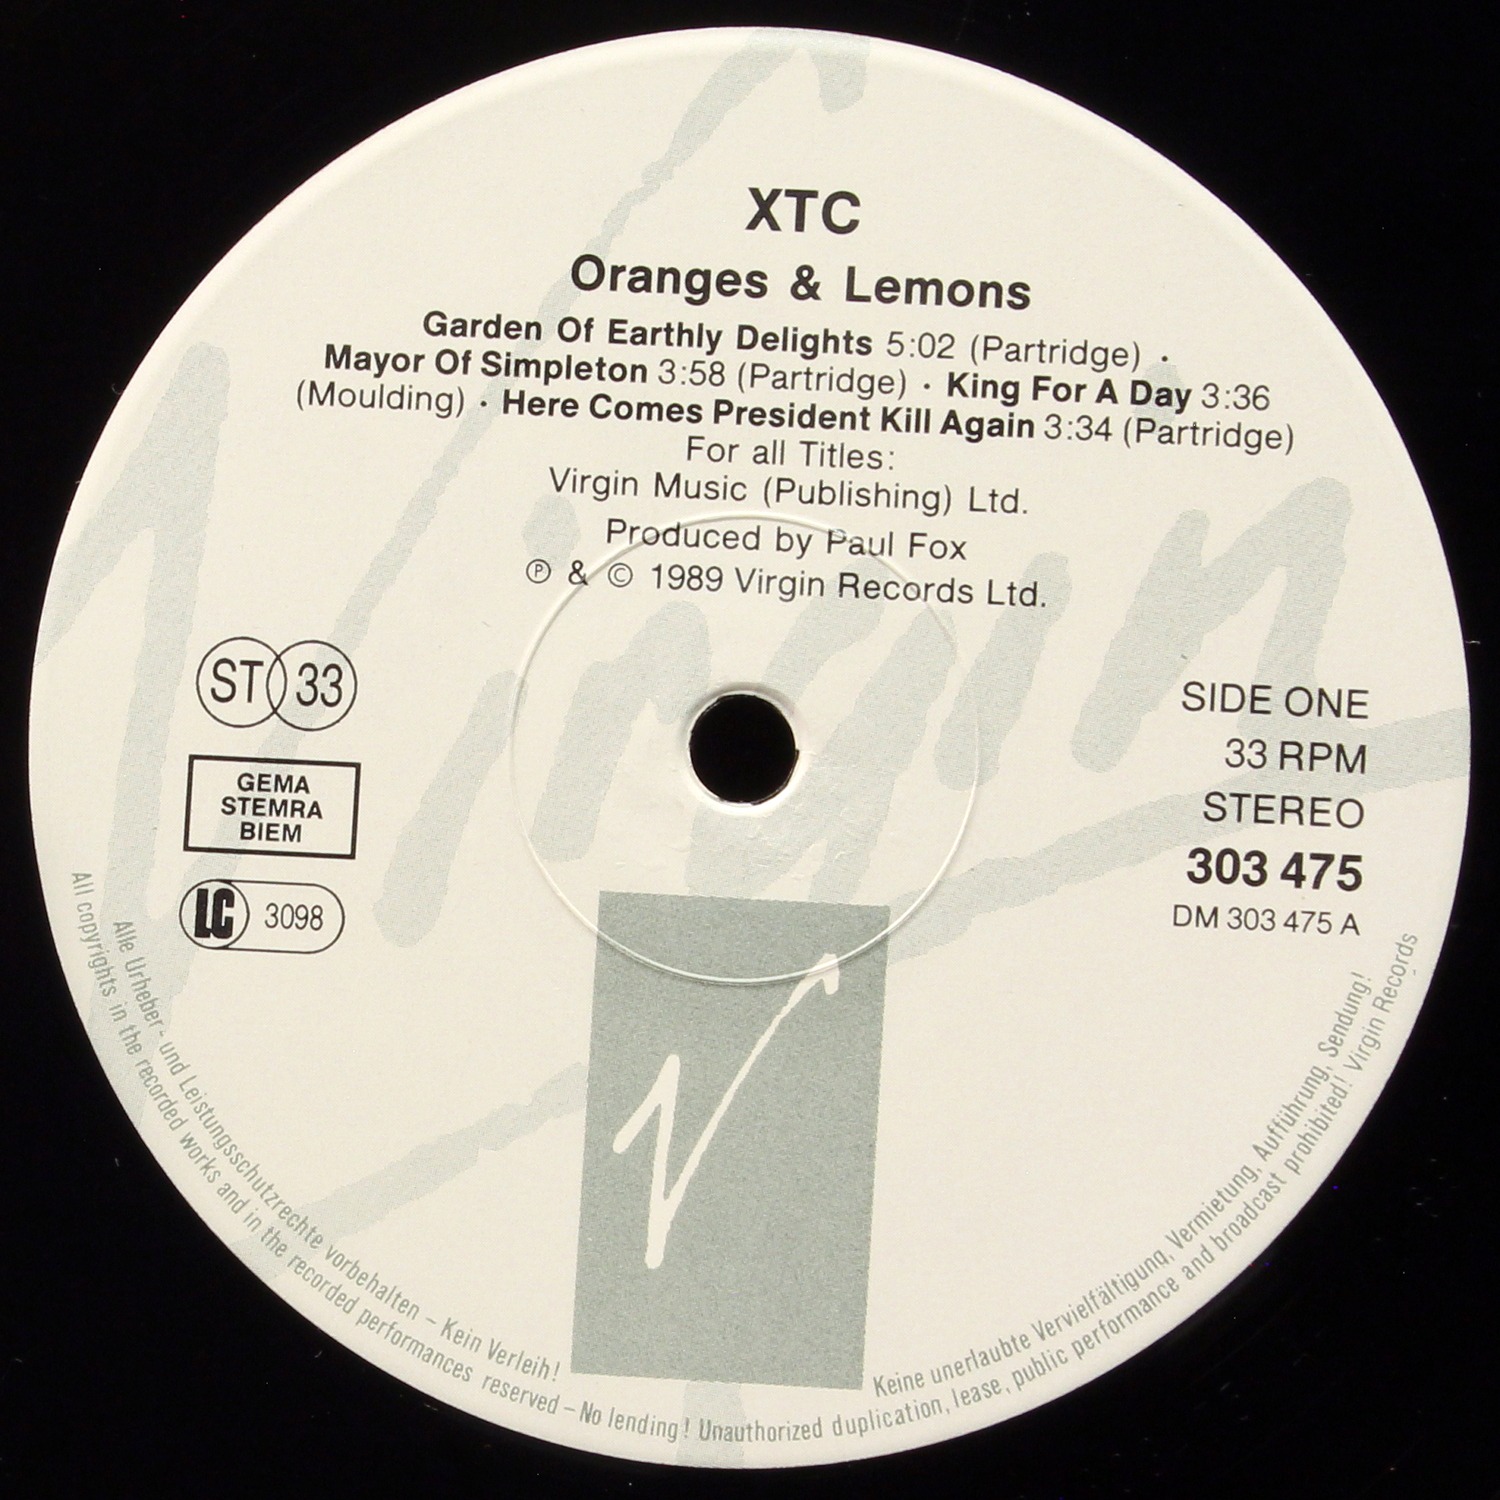 XTC
Oranges & Lemons
Garden Of Earthly Delights 5:02 (Partridge) ·
Mayor Of Simpleton 3:58 (Partridge) · King For A Day 3:36
(Moulding) · Here Comes President Kill Again 3:34 (Partridge)
For all Titles:
Virgin Music (Publishing) Ltd.
Produced by Paul Fox
℗ & © 1989 Virgin Records Ltd.
Virgin
ST 33
GEMA
STEMRA
BIEM
LC 3098
SIDE ONE
33 RPM
STEREO
303 475
DM 303 475 A
Alle Urheber- und Leistungsschutzrechte vorbehalten – Kein Verleih! Keine unerlaubte Vervielfältigung, Vermietung, Aufführung, Sendung!
All copyrights in the recorded works and in the recorded performances reserved – No lending! Unauthorized duplication, lease, public performance and broadcast prohibited! Virgin Records